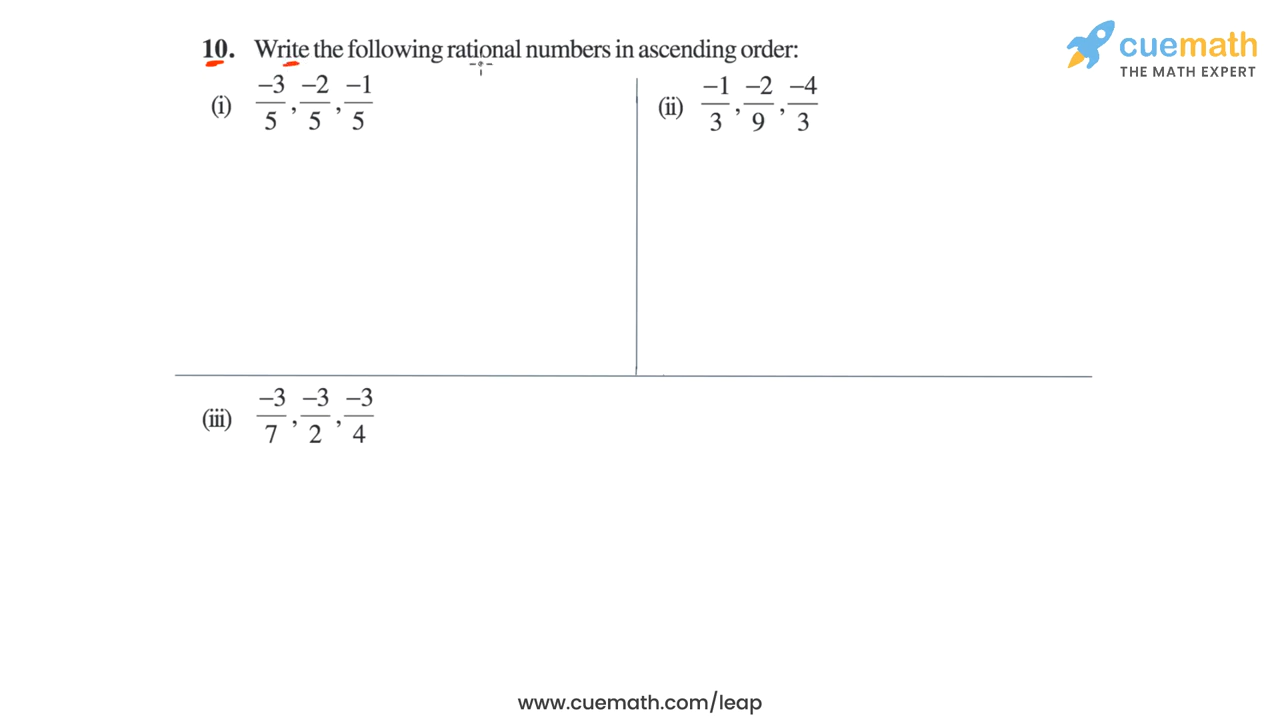 10. Write the following rational numbers in ascending order:
(i) −3/5, −2/5, −1/5
(ii) −1/3, −2/9, −4/3
(iii) −3/7, −3/2, −3/4
cuemath
THE MATH EXPERT
www.cuemath.com/leap